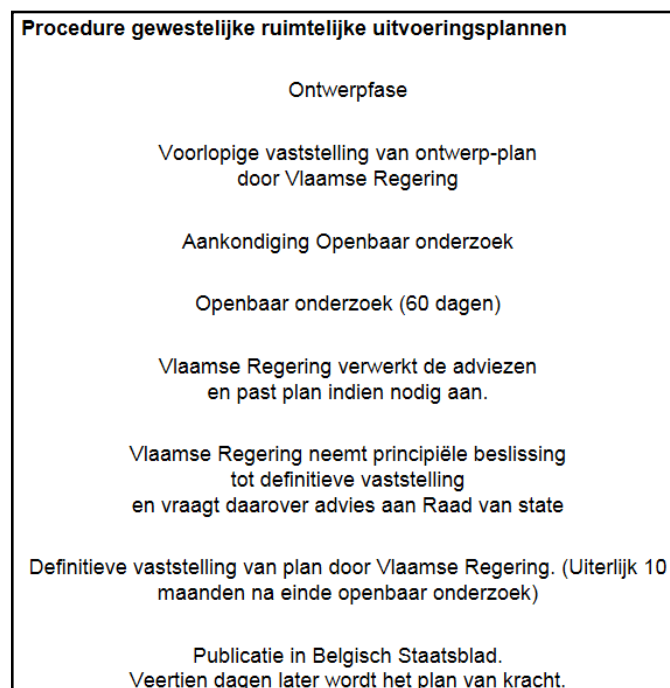 Procedure gewestelijke ruimtelijke uitvoeringsplannen
Ontwerpfase
Voorlopige vaststelling van ontwerp-plan
door Vlaamse Regering
Aankondiging Openbaar onderzoek
Openbaar onderzoek (60 dagen)
Vlaamse Regering verwerkt de adviezen
en past plan indien nodig aan.
Vlaamse Regering neemt principiële beslissing
tot definitieve vaststelling
en vraagt daarover advies aan Raad van state
Definitieve vaststelling van plan door Vlaamse Regering. (Uiterlijk 10
maanden na einde openbaar onderzoek)
Publicatie in Belgisch Staatsblad.
Veertien dagen later wordt het plan van kracht.